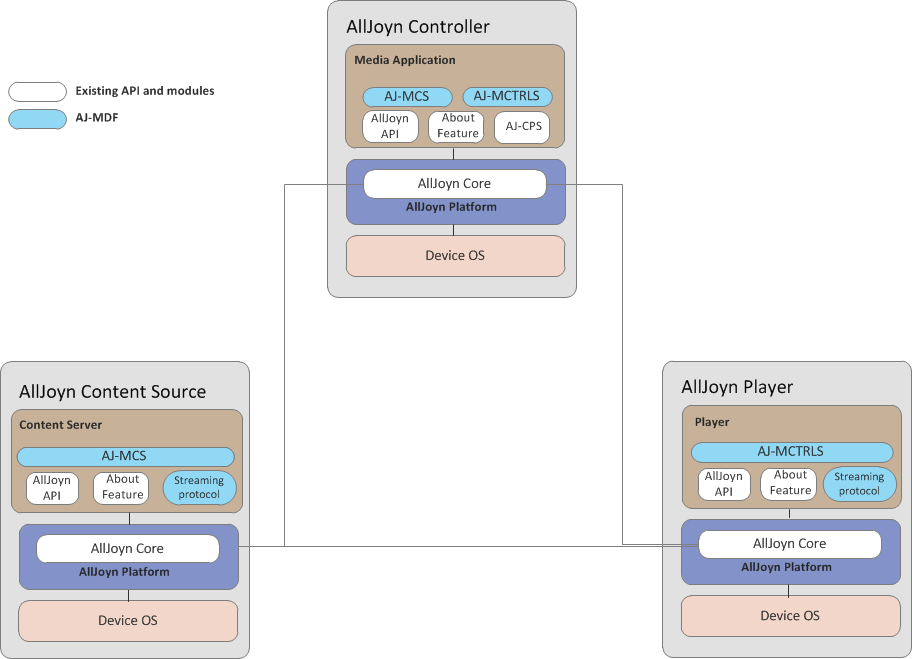 AllJoyn Controller
Media Application
Existing API and modules
AJ-MDF
AJ-MCS
AJ-MCTRLS
AllJoyn
API
About
Feature
AJ-CPS
AllJoyn Core
AllJoyn Platform
Device OS
AllJoyn Content Source
Content Server
AJ-MCS
AllJoyn
API
About
Feature
Streaming
protocol
AllJoyn Core
AllJoyn Platform
Device OS
AllJoyn Player
Player
AJ-MCTRLS
AllJoyn
API
About
Feature
Streaming
protocol
AllJoyn Core
AllJoyn Platform
Device OS